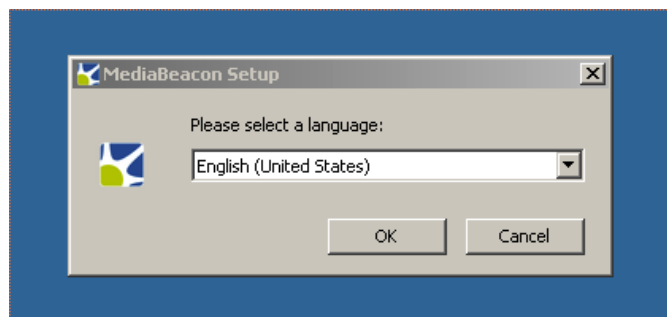 MediaBeacon Setup
Please select a language:
English (United States)
OK
Cancel